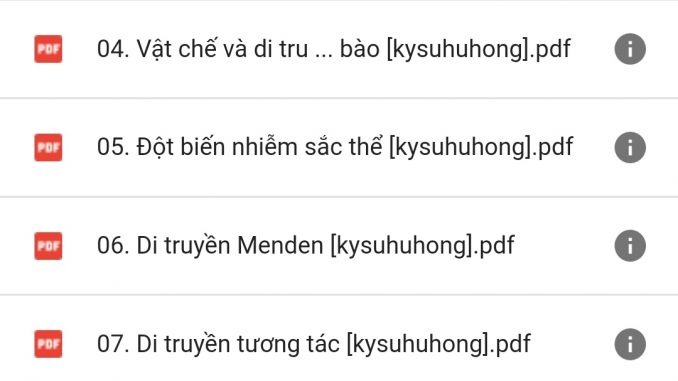 PDF 04. Vật chế và di tru ... bào [kysuhuhong].pdf
PDF 05. Đột biến nhiễm sắc thể [kysuhuhong].pdf
PDF 06. Di truyền Menden [kysuhuhong].pdf
PDF 07. Di truyền tương tác [kysuhuhong].pdf